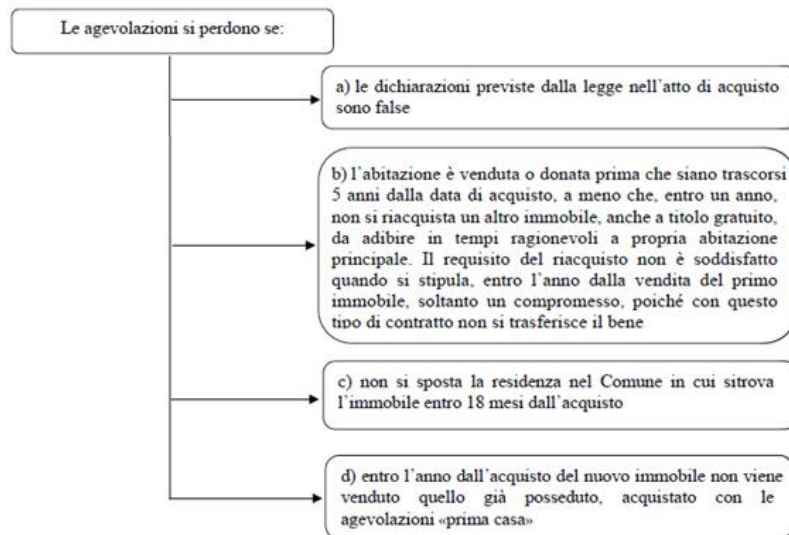 Le agevolazioni si perdono se:
a) le dichiarazioni previste dalla legge nell'atto di acquisto
sono false
b) l'abitazione è venduta o donata prima che siano trascorsi
5 anni dalla data di acquisto, a meno che, entro un anno,
non si riacquista un altro immobile, anche a titolo gratuito,
da adibire in tempi ragionevoli a propria abitazione
principale. Il requisito del riacquisto non è soddisfatto
quando si stipula, entro l'anno dalla vendita del primo
immobile, soltanto un compromesso, poiché con questo
tipo di contratto non si trasferisce il bene
c) non si sposta la residenza nel Comune in cui sitrova
l'immobile entro 18 mesi dall'acquisto
d) entro l'anno dall'acquisto del nuovo immobile non viene
venduto quello già posseduto, acquistato con le
agevolazioni «prima casa»